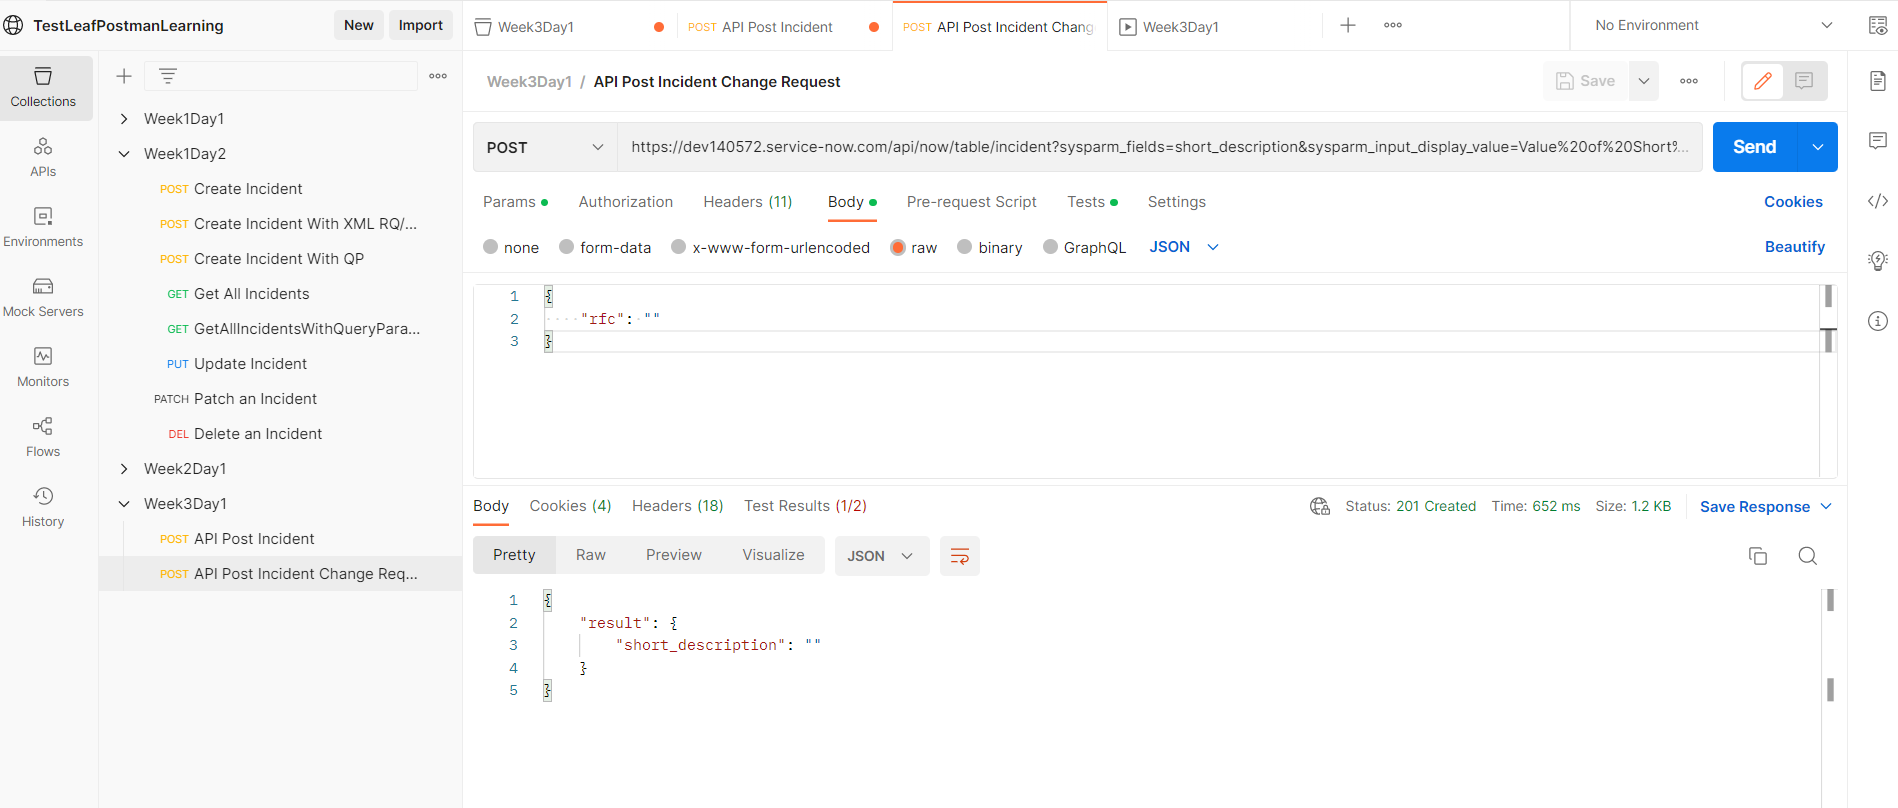 TestLeafPostmanLearning New Import
Week3Day1 POST API Post Incident POST API Post Incident Chang Week3Day1 No Environment
Collections
APIs
Environments
Mock Servers
Monitors
Flows
History
Week1Day1
Week1Day2
POST Create Incident
POST Create Incident With XML RQ/...
POST Create Incident With QP
GET Get All Incidents
GET GetAllIncidentsWithQueryPara...
PUT Update Incident
PATCH Patch an Incident
DEL Delete an Incident
Week2Day1
Week3Day1
POST API Post Incident
POST API Post Incident Change Req...
Week3Day1 / API Post Incident Change Request Save
POST https://dev140572.service-now.com/api/now/table/incident?sysparm_fields=short_description&sysparm_input_display_value=Value%20of%20Short%... Send
Params Authorization Headers (11) Body Pre-request Script Tests Settings Cookies
none form-data x-www-form-urlencoded raw binary GraphQL JSON Beautify
1 {
2 "rfc": ""
3 }
Body Cookies (4) Headers (18) Test Results (1/2) Status: 201 Created Time: 652 ms Size: 1.2 KB Save Response
Pretty Raw Preview Visualize JSON
1 {
2 "result": {
3 "short_description": ""
4 }
5 }